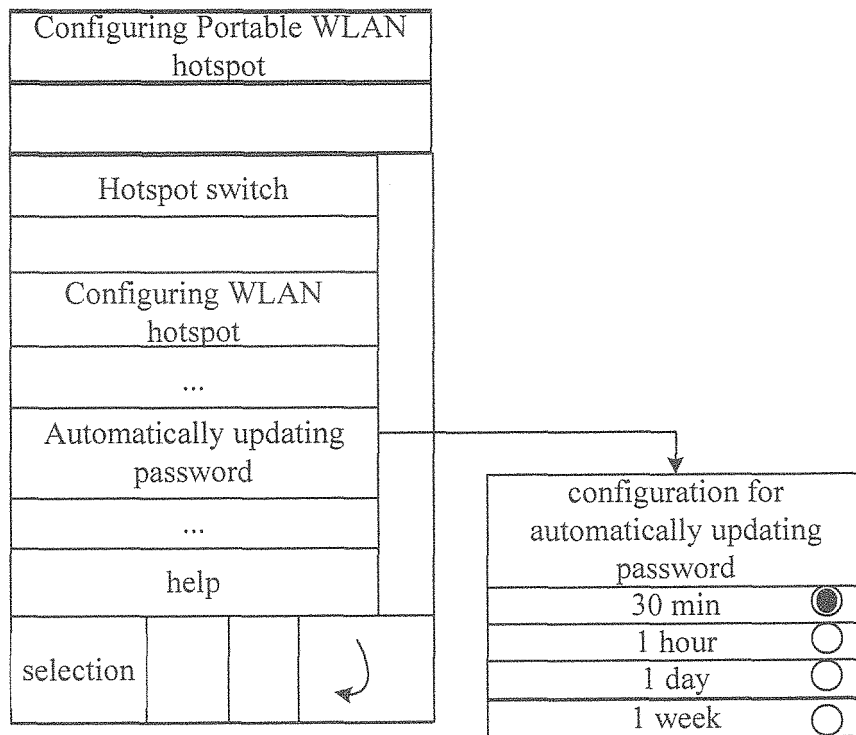 Configuring Portable WLAN
hotspot
Hotspot switch
Configuring WLAN
hotspot
...
Automatically updating
password
...
help
selection
configuration for
automatically updating
password
30 min
1 hour
1 day
1 week